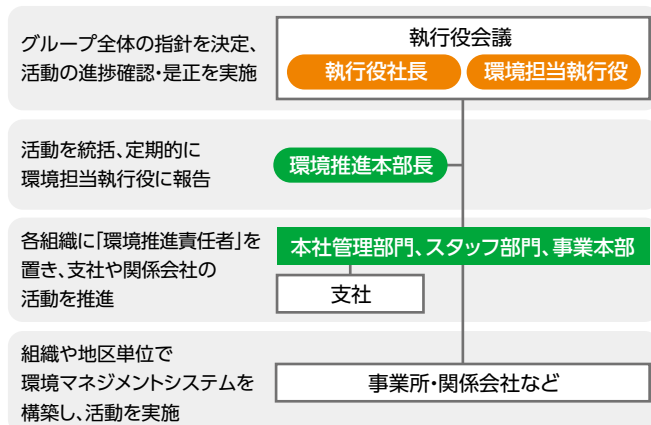 グループ全体の指針を決定、
活動の進捗確認・是正を実施
執行役会議
執行役社長
環境担当執行役
活動を統括、定期的に
環境担当執行役に報告
環境推進本部長
各組織に｢環境推進責任者｣を
置き、支社や関係会社の
活動を推進
本社管理部門、スタッフ部門、事業本部
支社
組織や地区単位で
環境マネジメントシステムを
構築し、活動を実施
事業所・関係会社など